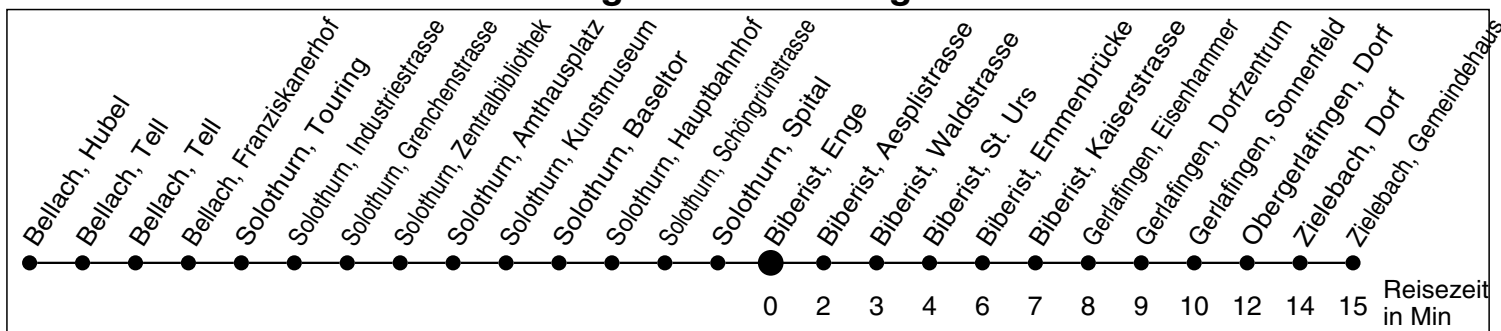 Bellach, Hubel
Bellach, Tell
Bellach, Tell
Bellach, Franziskanerhof
Solothurn, Touring
Solothurn, Industriestrasse
Solothurn, Grenchenstrasse
Solothurn, Zentralbibliothek
Solothurn, Amthausplatz
Solothurn, Kunstmuseum
Solothurn, Baseltor
Solothurn, Hauptbahnhof
Solothurn, Schöngrünstrasse
Solothurn, Spital
Biberist, Enge
Biberist, Aesplistrasse
Biberist, Waldstrasse
Biberist, St. Urs
Biberist, Emmenbrücke
Biberist, Kaiserstrasse
Gerlafingen, Eisenhammer
Gerlafingen, Dorfzentrum
Gerlafingen, Sonnenfeld
Obergerlafingen, Dorf
Zielebach, Dorf
Zielebach, Gemeindehaus
0 2 3 4 6 7 8 9 10 12 14 15 Reisezeit
in Min